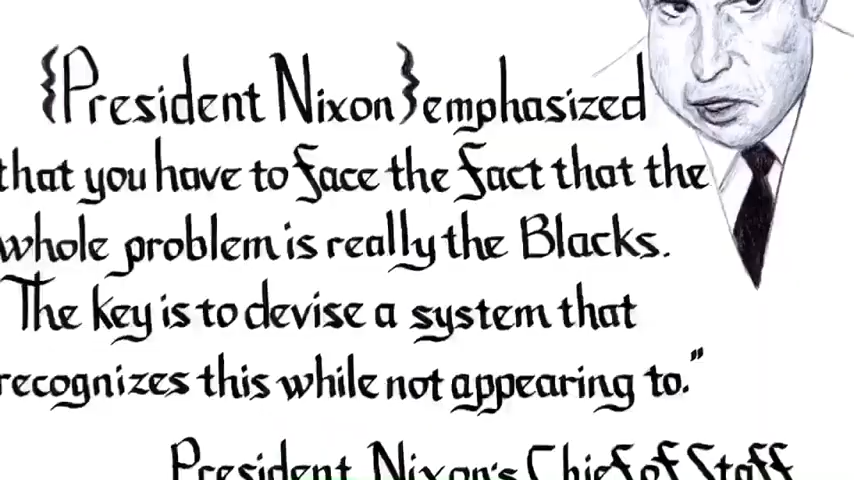 {President Nixon} emphasized
that you have to face the fact that the
whole problem is really the Blacks.
The key is to devise a system that
recognizes this while not appearing to."
President Nixon's Chief of Staff